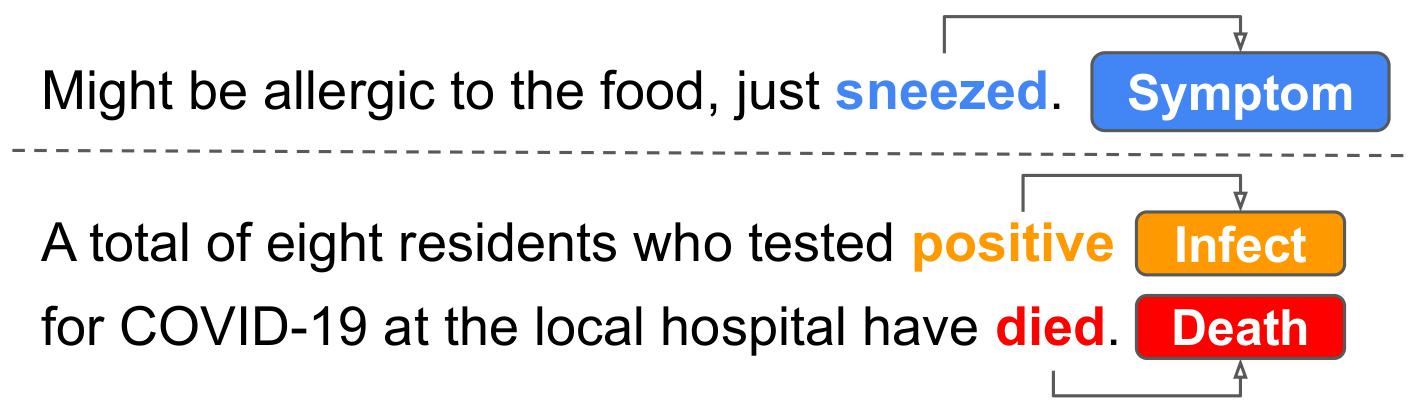 Might be allergic to the food, just sneezed. Symptom
A total of eight residents who tested positive Infect
for COVID-19 at the local hospital have died. Death